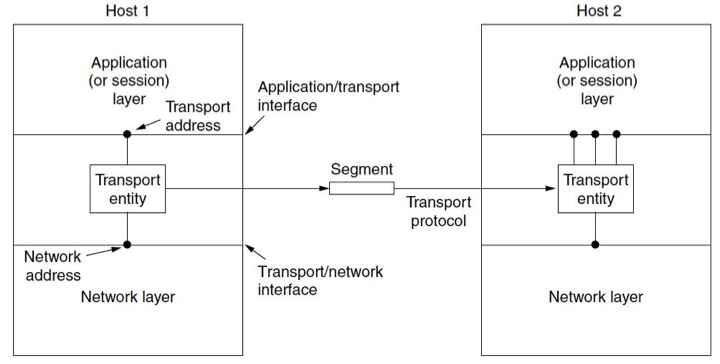 Host 1
Host 2
Application
(or session)
layer
Transport
address
Application/transport
interface
Application
(or session)
layer
Transport
entity
Segment
Transport
protocol
Transport
entity
Network
address
Transport/network
interface
Network layer
Network layer